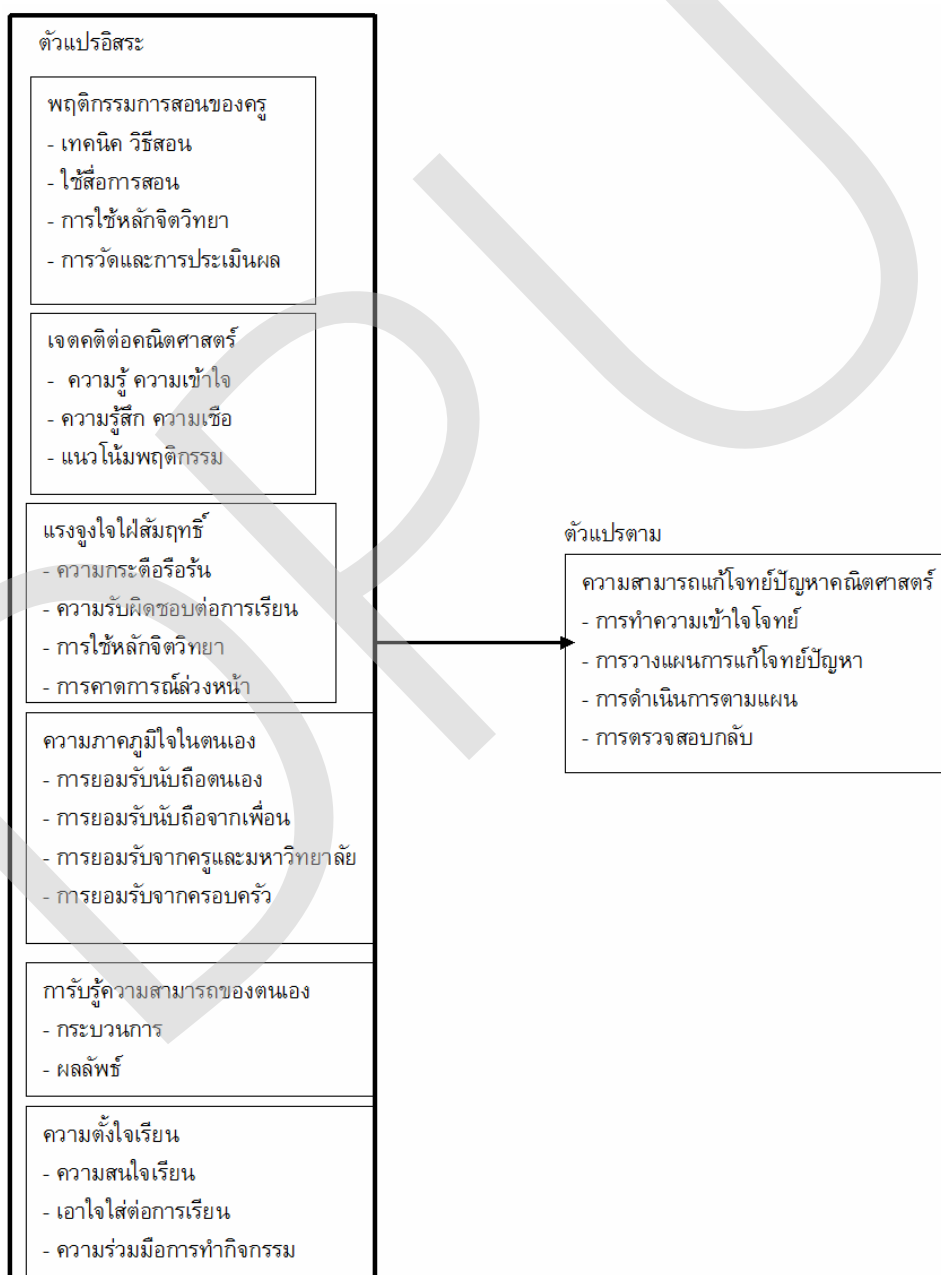 ตัวแปรอิสระ
พฤติกรรมการสอนของครู
- เทคนิค วิธีสอน
- ใช้สื่อการสอน
- การใช้หลักจิตวิทยา
- การวัดและการประเมินผล
เจตคติต่อคณิตศาสตร์
- ความรู้ ความเข้าใจ
- ความรู้สึก ความเชือ
- แนวโน้มพฤติกรรม
แรงจูงใจใฝ่สัมฤทธิ์
- ความกระตือรือร้น
- ความรับผิดชอบต่อการเรียน
- การใช้หลักจิตวิทยา
- การคาดการณ์ล่วงหน้า
ความภาคภูมิใจในตนเอง
- การยอมรับนับถือตนเอง
- การยอมรับนับถือจากเพื่อน
- การยอมรับจากครูและมหาวิทยาลัย
- การยอมรับจากครอบครัว
การับรู้ความสามารถของตนเอง
- กระบวนการ
- ผลลัพธ์
ความตั้งใจเรียน
- ความสนใจเรียน
- เอาใจใส่ต่อการเรียน
- ความร่วมมือการทำกิจกรรม
ตัวแปรตาม
ความสามารถแก้โจทย์ปัญหาคณิตศาสตร์
- การทำความเข้าใจโจทย์
- การวางแผนการแก้โจทย์ปัญหา
- การดำเนินการตามแผน
- การตรวจสอบกลับ
DPU